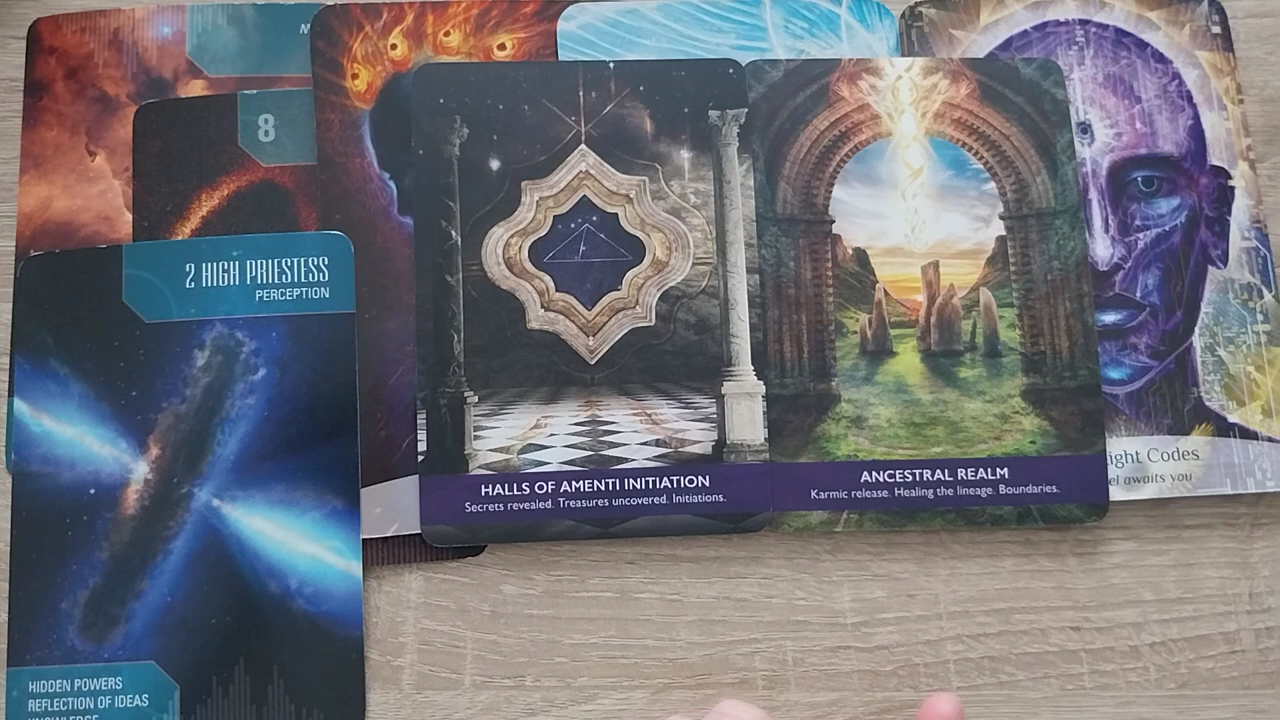 8
2 HIGH PRIESTESS
PERCEPTION
HALLS OF AMENTI INITIATION
Secrets revealed. Treasures uncovered. Initiations.
ANCESTRAL REALM
Karmic release. Healing the lineage. Boundaries.
ight Codes
el awaits you
HIDDEN POWERS
REFLECTION OF IDEAS
KNOWLEDGE